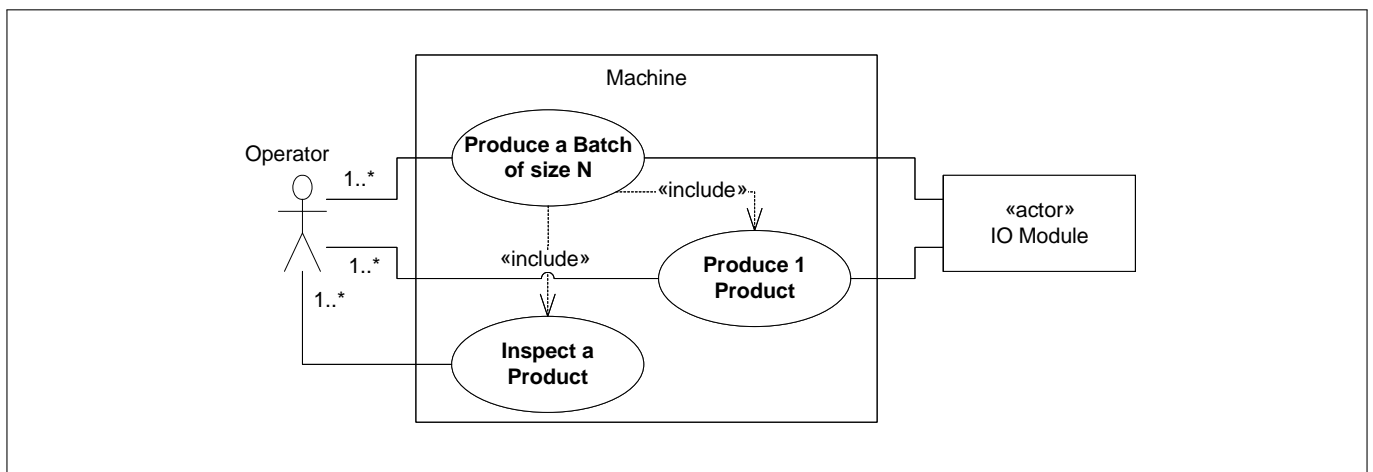 Machine
Operator
Produce a Batch
of size N
1..*
«include»
«actor»
IO Module
«include»
1..*
Produce 1
Product
1..*
Inspect a
Product